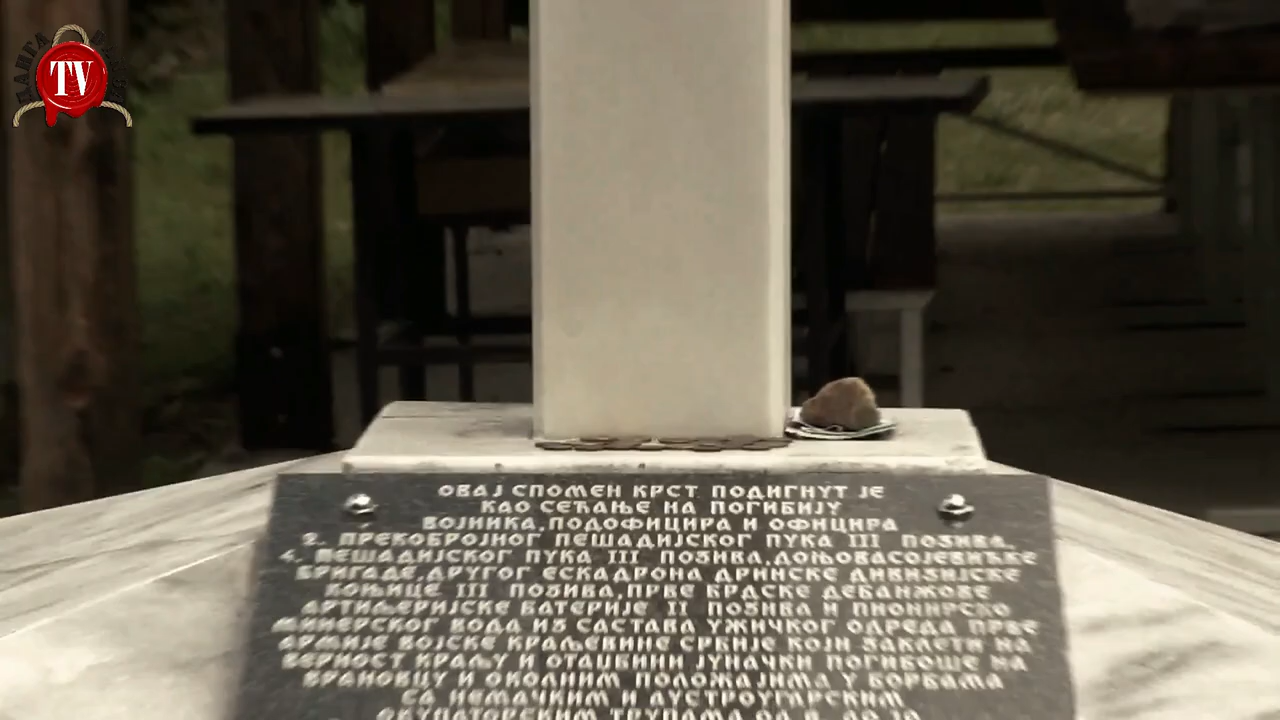 TV
ОВАЈ СПОМЕН КРСТ ПОДИГНУТ ЈЕ
КАО СЕЋАЊЕ НА ПОГИБИЈУ
ВОЈНИКА, ПОДОФИЦИРА И ОФИЦИРА
2. ПРЕКОБРОЈНОГ ПЕШАДИЈСКОГ ПУКА III ПОЗИВА,
4. ПЕШАДИЈСКОГ ПУКА III ПОЗИВА, ДОЊОВАСОЈЕВИЋКЕ
БРИГАДЕ, ДРУГОГ ЕСКАДРОНА ДРИНСКЕ ДИВИЗИЈСКЕ
КОЊИЦЕ III ПОЗИВА, ПРВЕ БРДСКЕ ДЕБАНЖОВЕ
АРТИЉЕРИЈСКЕ БАТЕРИЈЕ II ПОЗИВА И ПИОНИРСКО
МИНЕРСКОГ ВОДА ИЗ САСТАВА УЖИЧКОГ ОДРЕДА ПРВЕ
АРМИЈЕ ВОЈСКЕ КРАЉЕВИНЕ СРБИЈЕ КОЈИ ЗАКЛЕТИ НА
ВЕРНОСТ КРАЉУ И ОТАЏБИНИ ЈУНАЧКИ ПОГИБОШЕ НА
ВРАНОВЦУ И ОКОЛНИМ ПОЛОЖАЈИМА У БОРБАМА
СА НЕМАЧКИМ И АУСТРОУГАРСКИМ
ОКУПАТОРСКИМ ТРУПАМА ОД